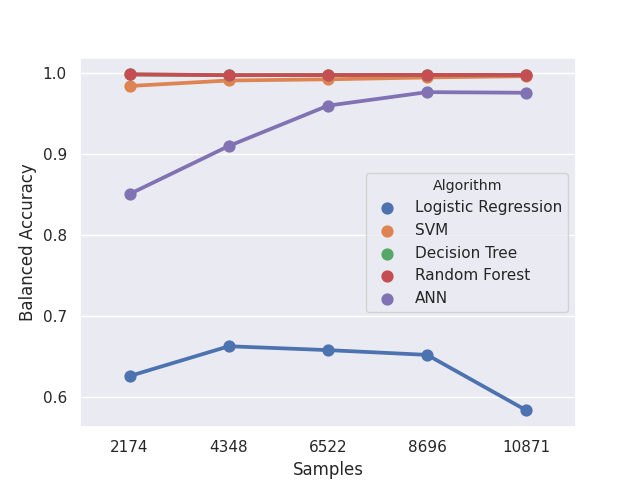 1.0
0.9
0.8
0.7
0.6
Balanced Accuracy
Algorithm
Logistic Regression
SVM
Decision Tree
Random Forest
ANN
2174 4348 6522 8696 10871
Samples